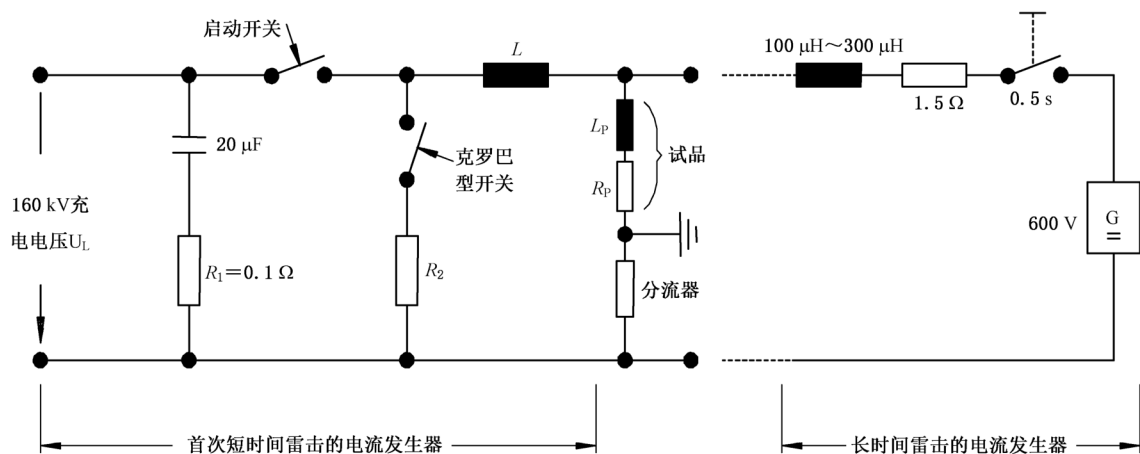 启动开关
L
100 μH～300 μH
1.5 Ω
0.5 s
20 μF
克罗巴
型开关
L_P
R_P
试品
160 kV充
电电压U_L
R_1=0.1 Ω
R_2
分流器
600 V
G
=
首次短时间雷击的电流发生器
长时间雷击的电流发生器